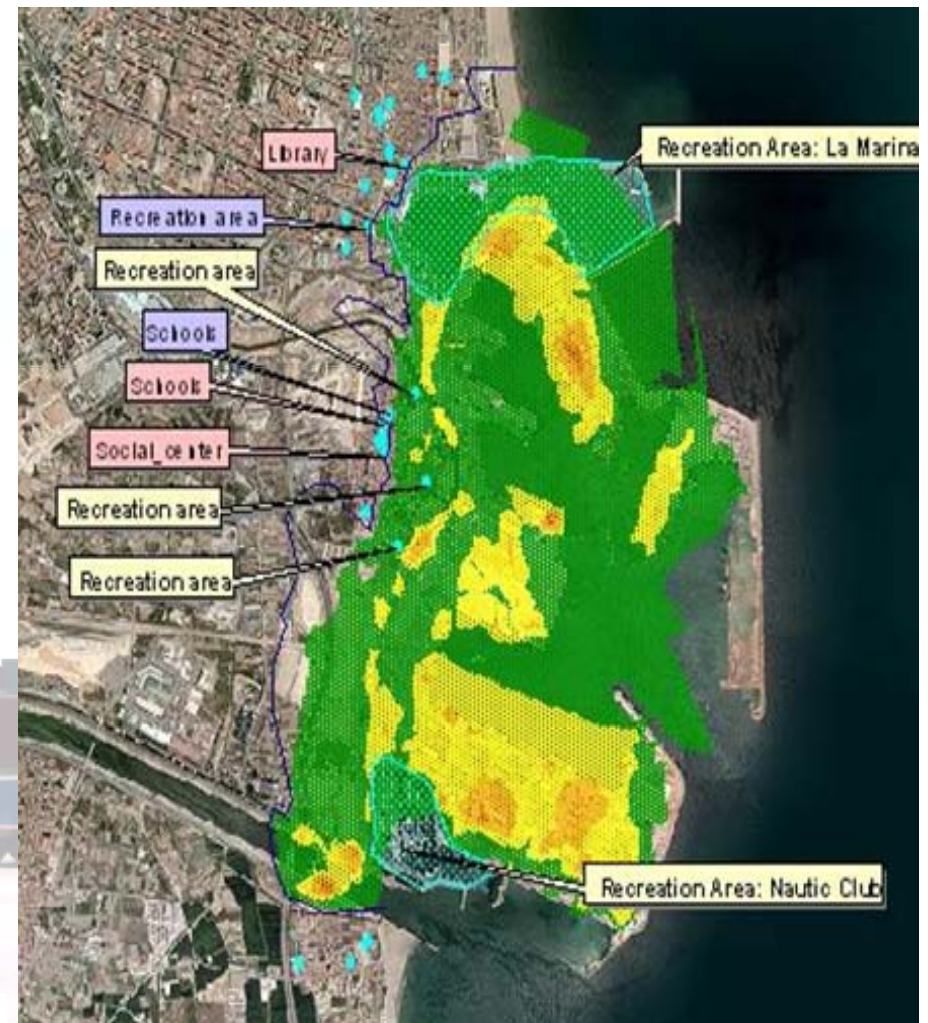 Library
Recreation Area: La Marina
Recreation area
Recreation area
Schools
Schools
Social_center
Recreation area
Recreation area
Recreation Area: Nautic Club